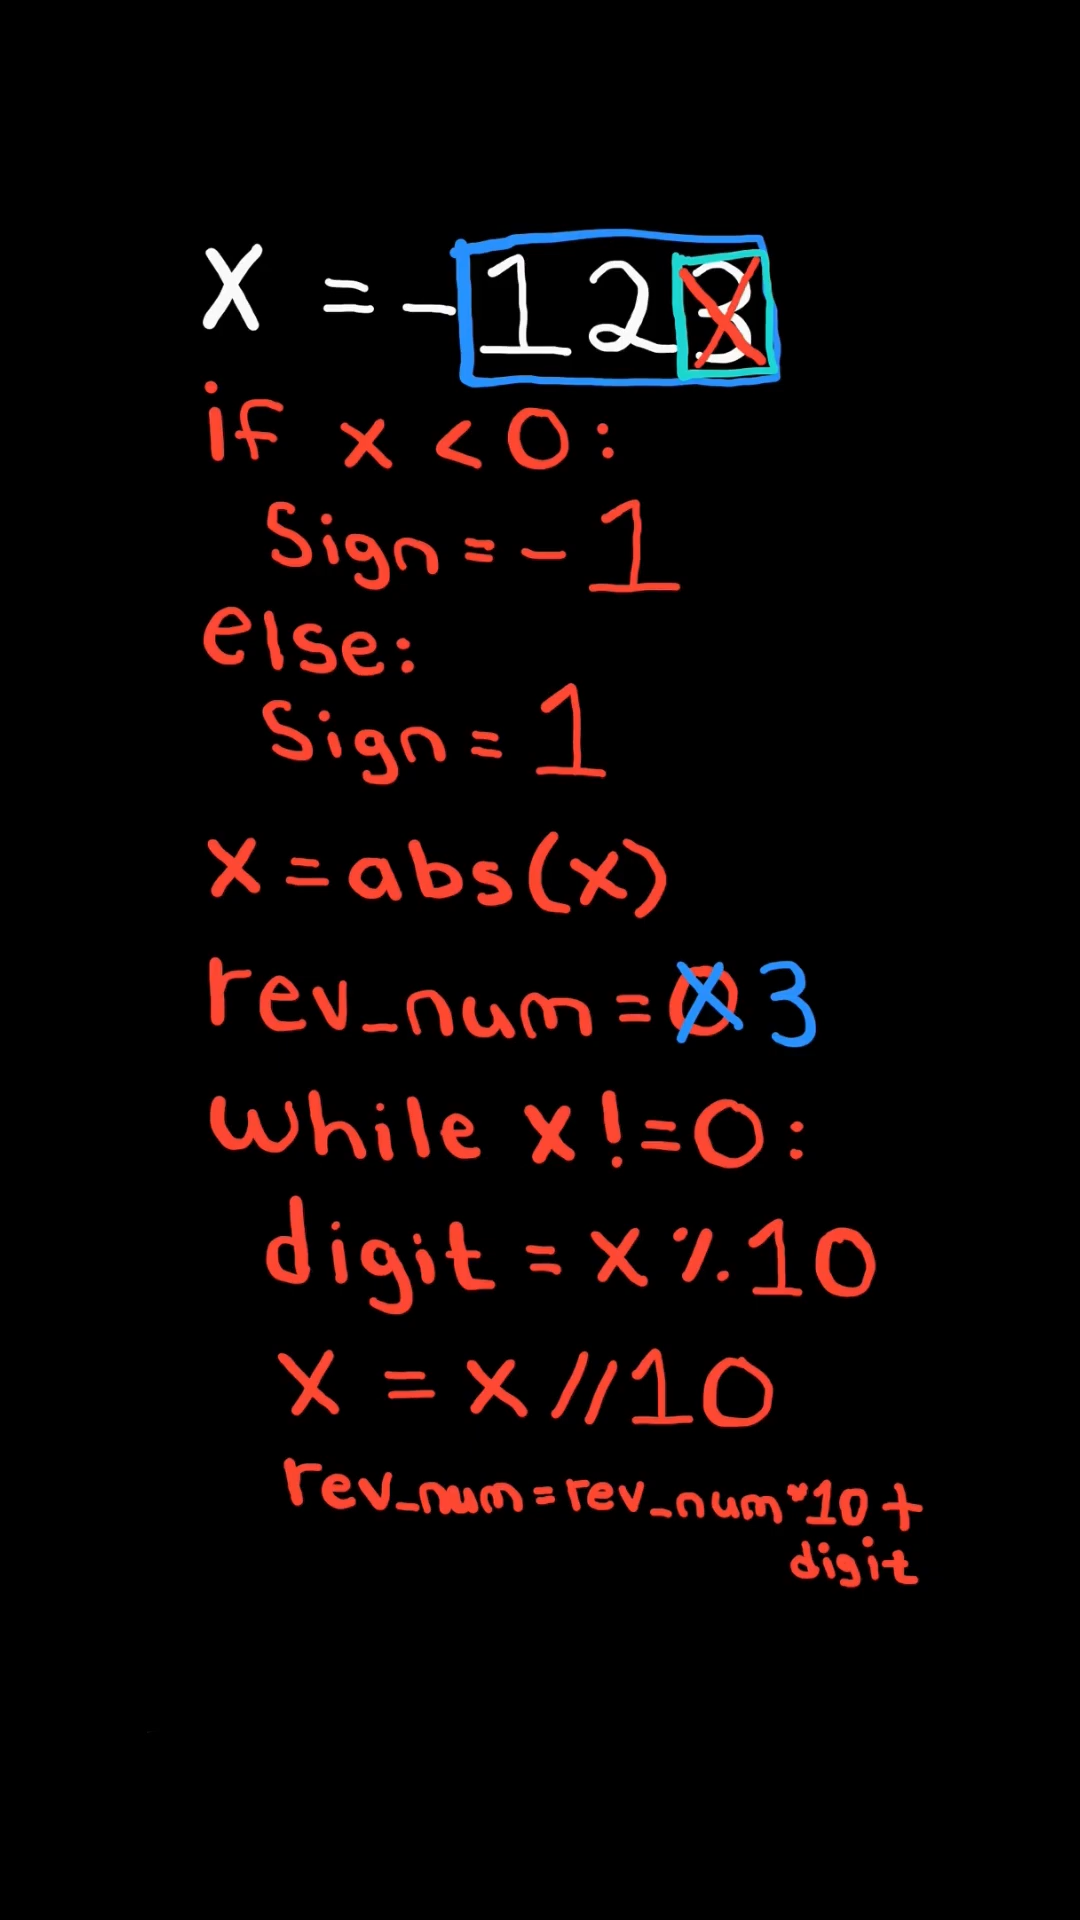 X = -123
if x < 0:
Sign = -1
else:
Sign = 1
x = abs(x)
rev_num = 0 3
while x != 0:
digit = x % 10
x = x // 10
rev_num = rev_num * 10 +
digit